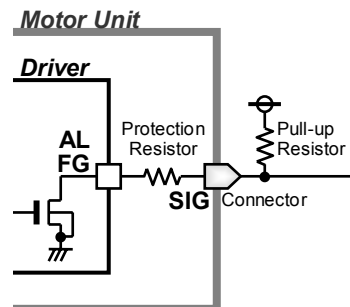 Motor Unit
Driver
AL
FG
Protection
Resistor
SIG
Connector
Pull-up
Resistor